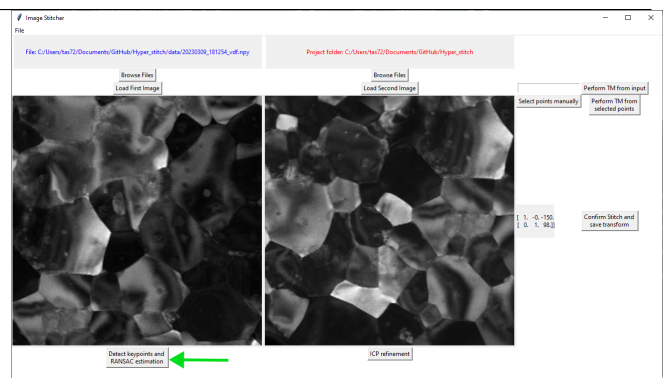 Image Stitcher
File
File: C:/Users/tas72/Documents/GitHub/Hyper_stitch/data/20230309_181254_vdf.npy
Project folder: C:/Users/tas72/Documents/GitHub/Hyper_stitch
Browse Files
Browse Files
Load First Image
Load Second Image
Perform TM from input
Select points manually
Perform TM from
selected points
[ 1. -0. -150.
[ 0. 1. 98.]]
Confirm Stitch and
save transform
Detect keypoints and
RANSAC estimation
ICP refinement